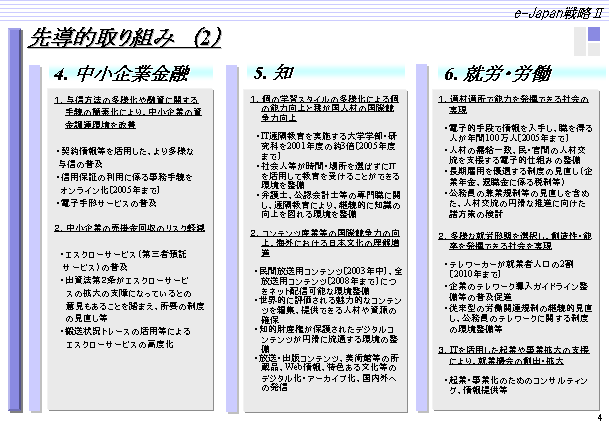 e-Japan戦略Ⅱ
先導的取り組み （2）
4. 中小企業金融
1. 与信方法の多様化や融資に関する
手続の簡素化により、中小企業の資
金調達環境を改善
・契約情報等を活用した、より多様な
与信の普及
・信用保証の利用に係る事務手続を
オンライン化［2005年まで］
・電子手形サービスの普及
2. 中小企業の売掛金回収のリスク軽減
・エスクローサービス（第三者預託
サービス）の普及
・出資法第2条がエスクローサービ
スの拡大の支障になっているとの
意見もあることを踏まえ、所要の制度
の見直し等
・搬送状況トレースの活用等による
エスクローサービスの高度化
5. 知
1. 個の学習スタイルの多様化による個
の能力向上と我が国人材の国際競
争力向上
・IT遠隔教育を実施する大学学部・研
究科を2001年度の約3倍［2005年度
まで］
・社会人等が時間・場所を選ばずにIT
を活用して教育を受けることができる
環境を整備
・弁護士、公認会計士等の専門職に関
し、遠隔教育により、継続的に知識の
向上を図れる環境を整備
2. コンテンツ産業等の国際競争力の向
上、海外における日本文化の理解増
進
・民間放送用コンテンツ［2003年中］、全
放送用コンテンツ［2008年まで］につ
きネット配信可能な環境整備
・世界的に評価される魅力的なコンテン
ツを編集、提供できる人材や資源の
確保
・知的財産権が保護されたデジタルコ
ンテンツが円滑に流通する環境の整
備
・放送・出版コンテンツ、美術館等の所
蔵品、Web情報、特色ある文化等の
デジタル化・アーカイブ化、国内外へ
の発信
6. 就労・労働
1. 適材適所で能力を発揮できる社会の
実現
・電子的手段で情報を入手し、職を得る
人が年間100万人［2005年まで］
・人材の需給一致、民・官間の人材交
流を支援する電子的仕組みの整備
・長期雇用を優遇する制度の見直し（企
業年金、退職金に係る税制等）
・公務員の兼業規制等の見直しを含め
た、人材交流の円滑な推進に向けた
諸方策の検討
2. 多様な就労形態を選択し、創造性・能
率を発揮できる社会を実現
・テレワーカーが就業者人口の2割
［2010年まで］
・企業のテレワーク導入ガイドライン整
備等の普及促進
・従来型の労働関連規制の継続的見直
し、公務員のテレワークに関する制度
の環境整備等
3. ITを活用した起業や事業拡大の支援
により、就業機会の創出・拡大
・起業・事業化のためのコンサルティン
グ、情報提供等
4